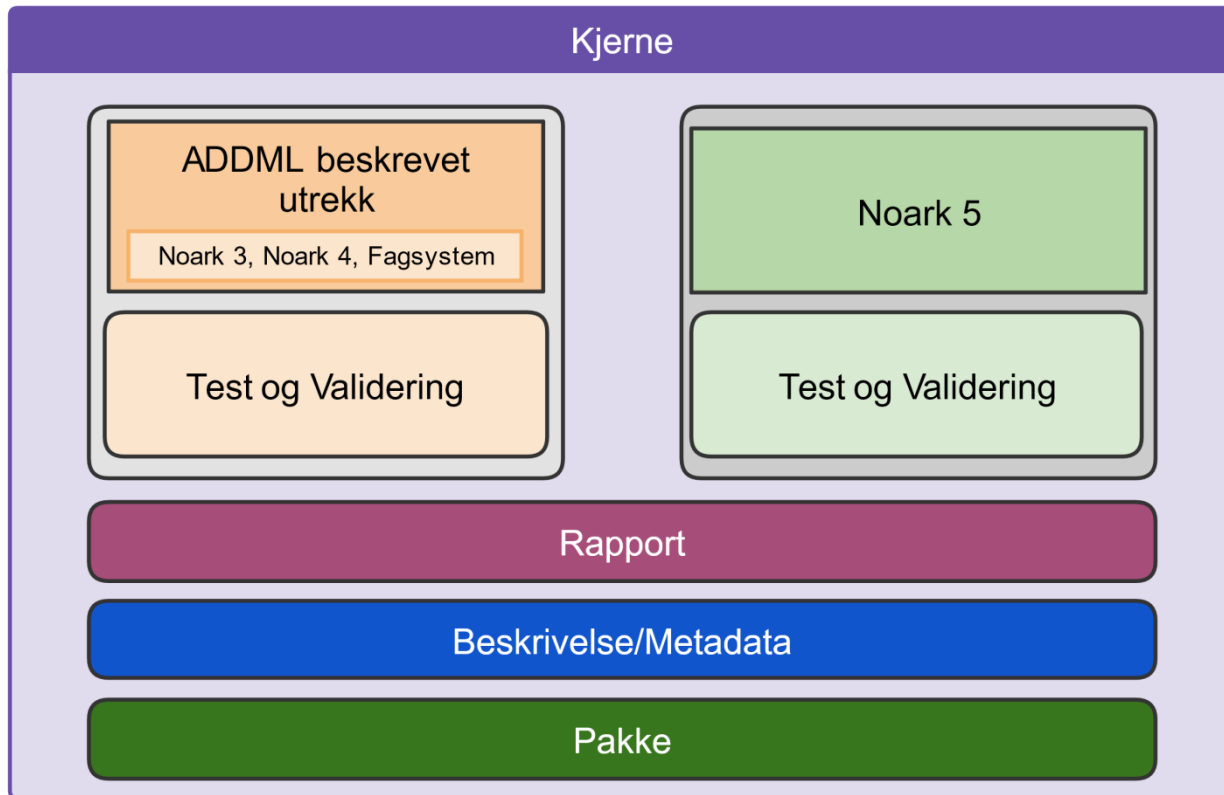 Kjerne
ADDML beskrevet
utrekk
Noark 3, Noark 4, Fagsystem
Test og Validering
Noark 5
Test og Validering
Rapport
Beskrivelse/Metadata
Pakke